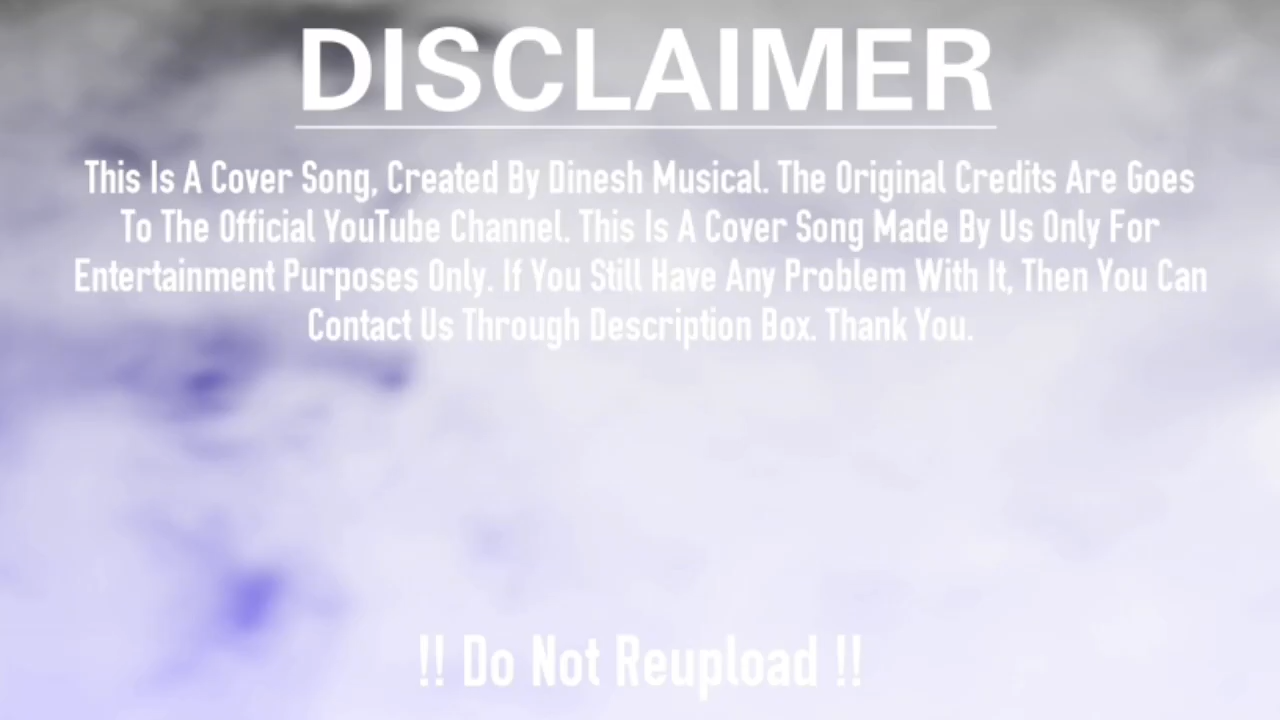 DISCLAIMER
This Is A Cover Song, Created By Dinesh Musical. The Original Credits Are Goes
To The Official YouTube Channel. This Is A Cover Song Made By Us Only For
Entertainment Purposes Only. If You Still Have Any Problem With It, Then You Can
Contact Us Through Description Box. Thank You.
!! Do Not Reupload !!